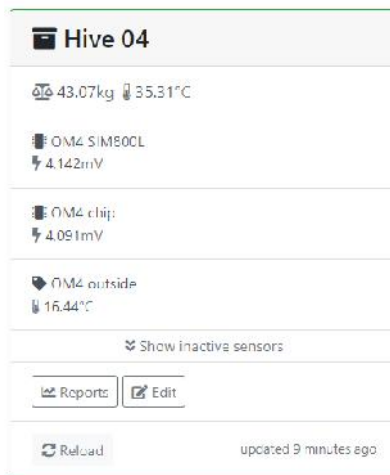 Hive 04
43.07kg 35.31°C
OM4 SIM800L
4.142mV
OM4 chip
4.091mV
OM4 outside
16.44°C
Show inactive sensors
Reports Edit
Reload updated 9 minutes ago